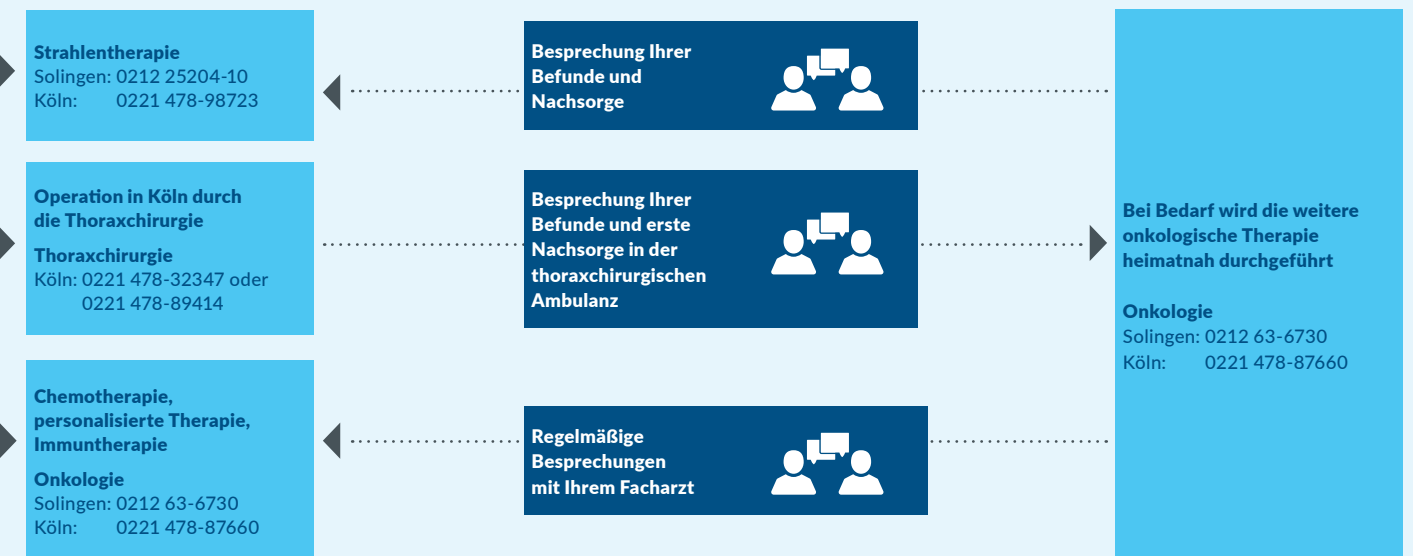 Strahlentherapie
Solingen: 0212 25204-10
Köln: 0221 478-98723
Besprechung Ihrer
Befunde und
Nachsorge
Operation in Köln durch
die Thoraxchirurgie
Thoraxchirurgie
Köln: 0221 478-32347 oder
0221 478-89414
Besprechung Ihrer
Befunde und erste
Nachsorge in der
thoraxchirurgischen
Ambulanz
Chemotherapie,
personalisierte Therapie,
Immuntherapie
Onkologie
Solingen: 0212 63-6730
Köln: 0221 478-87660
Regelmäßige
Besprechungen
mit Ihrem Facharzt
Bei Bedarf wird die weitere
onkologische Therapie
heimatnah durchgeführt
Onkologie
Solingen: 0212 63-6730
Köln: 0221 478-87660